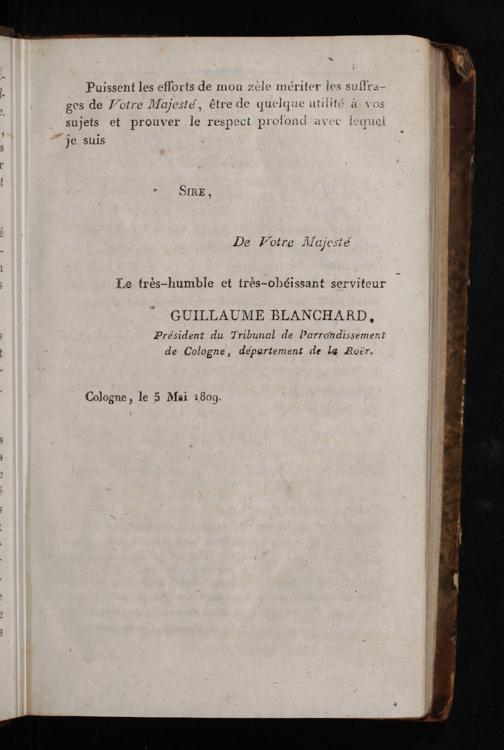 Puissent les efforts de mon zèle mériter les suffra-
ges de Votre Majesté, être de quelque utilité à vos
sujets et prouver le respect profond avec lequel
je suis
SIRE,
De Votre Majesté
Le très-humble et très-obéissant serviteur
GUILLAUME BLANCHARD,
Président du Tribunal de l'arrondissement
de Cologne, département de la Roër.
Cologne, le 5 Mai 1809.